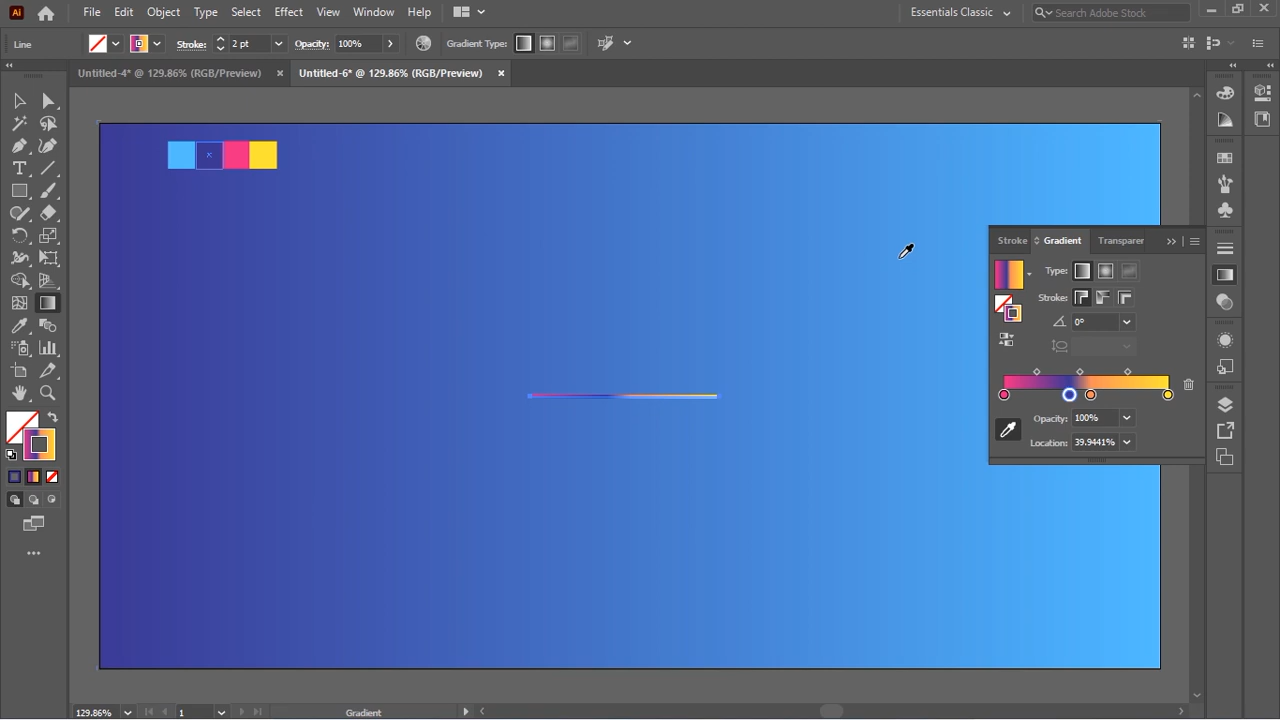 Ai File Edit Object Type Select Effect View Window Help Essentials Classic Search Adobe Stock
Line Stroke: 2 pt Opacity: 100% Gradient Type:
Untitled-4* @ 129.86% (RGB/Preview) × Untitled-6* @ 129.86% (RGB/Preview) ×
Stroke Gradient Transparer
Type:
Stroke:
0°
Opacity: 100%
Location: 39.9441%
129.86% 1 Gradient